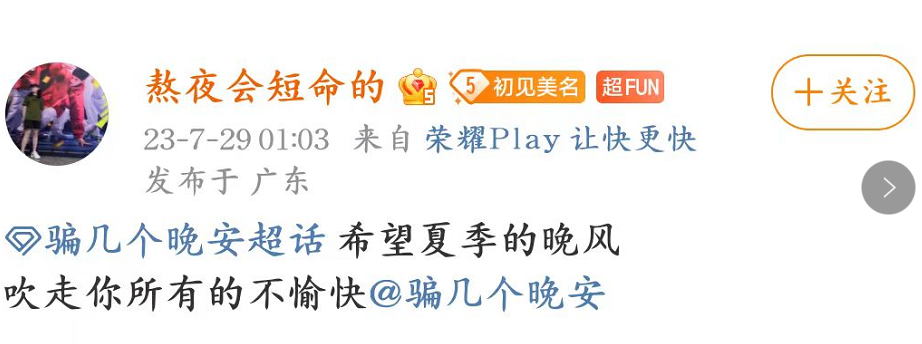 熬夜会短命的 5 5 初见美名 超FUN
+关注
23-7-29 01:03 来自 荣耀Play 让快更快
发布于 广东
骗几个晚安超话 希望夏季的晚风
吹走你所有的不愉快@骗几个晚安